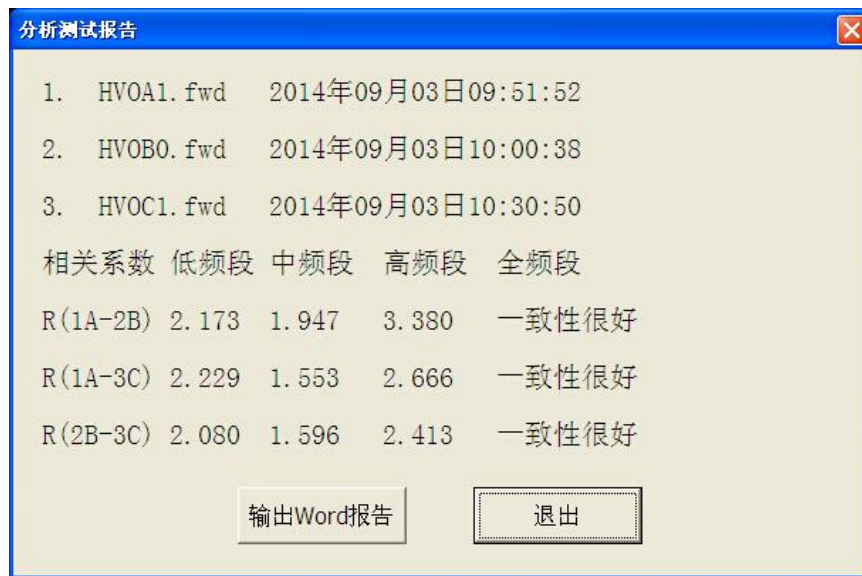 分析测试报告
1. HVOA1.fwd 2014年09月03日09:51:52
2. HVOB0.fwd 2014年09月03日10:00:38
3. HVOC1.fwd 2014年09月03日10:30:50
相关系数 低频段 中频段 高频段 全频段
R(1A-2B) 2.173 1.947 3.380 一致性很好
R(1A-3C) 2.229 1.553 2.666 一致性很好
R(2B-3C) 2.080 1.596 2.413 一致性很好
输出Word报告 退出